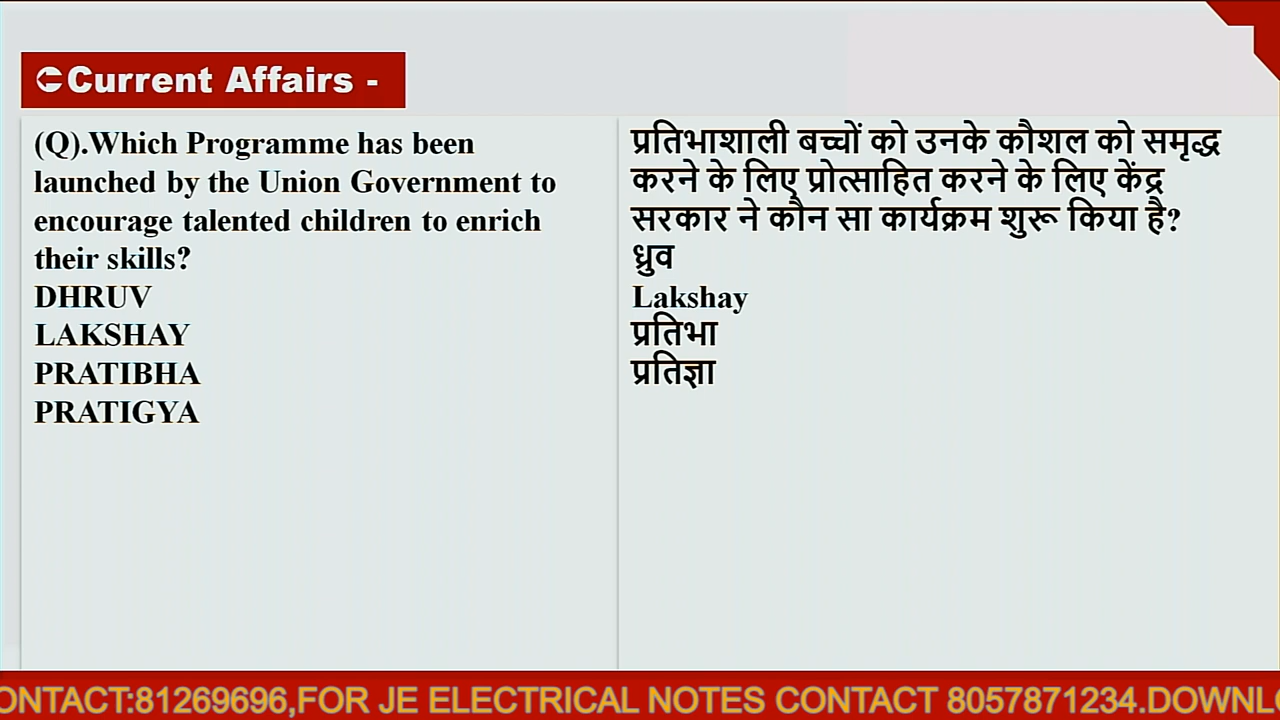 Current Affairs -
(Q).Which Programme has been
launched by the Union Government to
encourage talented children to enrich
their skills?
DHRUV
LAKSHAY
PRATIBHA
PRATIGYA
प्रतिभाशाली बच्चों को उनके कौशल को समृद्ध
करने के लिए प्रोत्साहित करने के लिए केंद्र
सरकार ने कौन सा कार्यक्रम शुरू किया है?
ध्रुव
Lakshay
प्रतिभा
प्रतिज्ञा
ONTACT:81269696,FOR JE ELECTRICAL NOTES CONTACT 8057871234.DOWNL